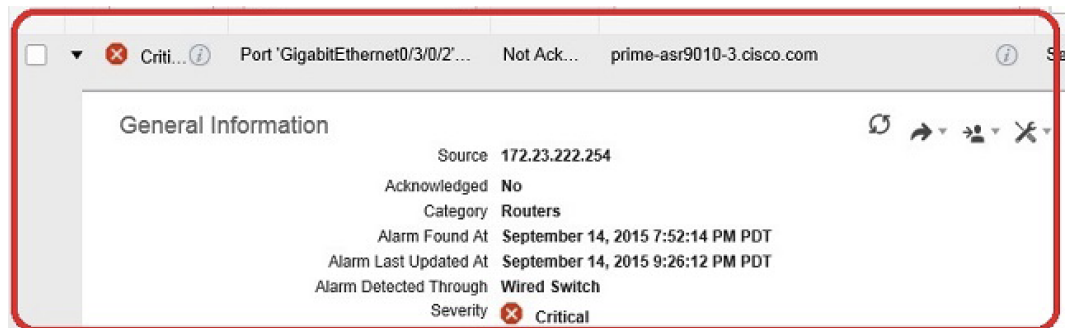 Criti... Port 'GigabitEthernet0/3/0/2'... Not Ack... prime-asr9010-3.cisco.com
General Information
Source 172.23.222.254
Acknowledged No
Category Routers
Alarm Found At September 14, 2015 7:52:14 PM PDT
Alarm Last Updated At September 14, 2015 9:26:12 PM PDT
Alarm Detected Through Wired Switch
Severity Critical